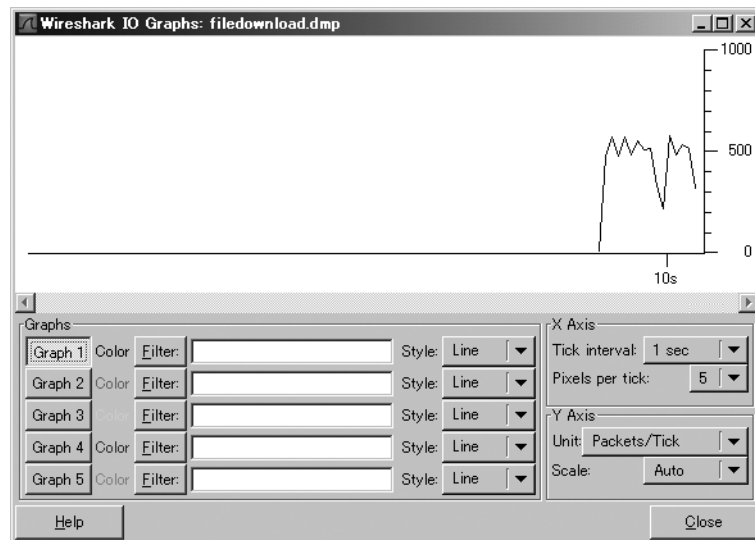 Wireshark IO Graphs: filedownload.dmp
1000
500
0
10s
Graphs
Graph 1 Color Filter: Style: Line
Graph 2 Color Filter: Style: Line
Graph 3 Color Filter: Style: Line
Graph 4 Color Filter: Style: Line
Graph 5 Color Filter: Style: Line
X Axis
Tick interval: 1 sec
Pixels per tick: 5
Y Axis
Unit: Packets/Tick
Scale: Auto
Help
Close